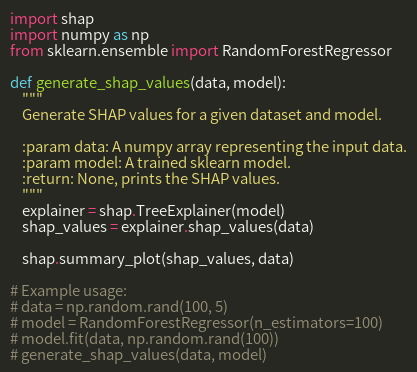 import shap
import numpy as np
from sklearn.ensemble import RandomForestRegressor

def generate_shap_values(data, model):
    """
    Generate SHAP values for a given dataset and model.

    :param data: A numpy array representing the input data.
    :param model: A trained sklearn model.
    :return: None, prints the SHAP values.
    """
    explainer = shap.TreeExplainer(model)
    shap_values = explainer.shap_values(data)

    shap.summary_plot(shap_values, data)

# Example usage:
# data = np.random.rand(100, 5)
# model = RandomForestRegressor(n_estimators=100)
# model.fit(data, np.random.rand(100))
# generate_shap_values(data, model)